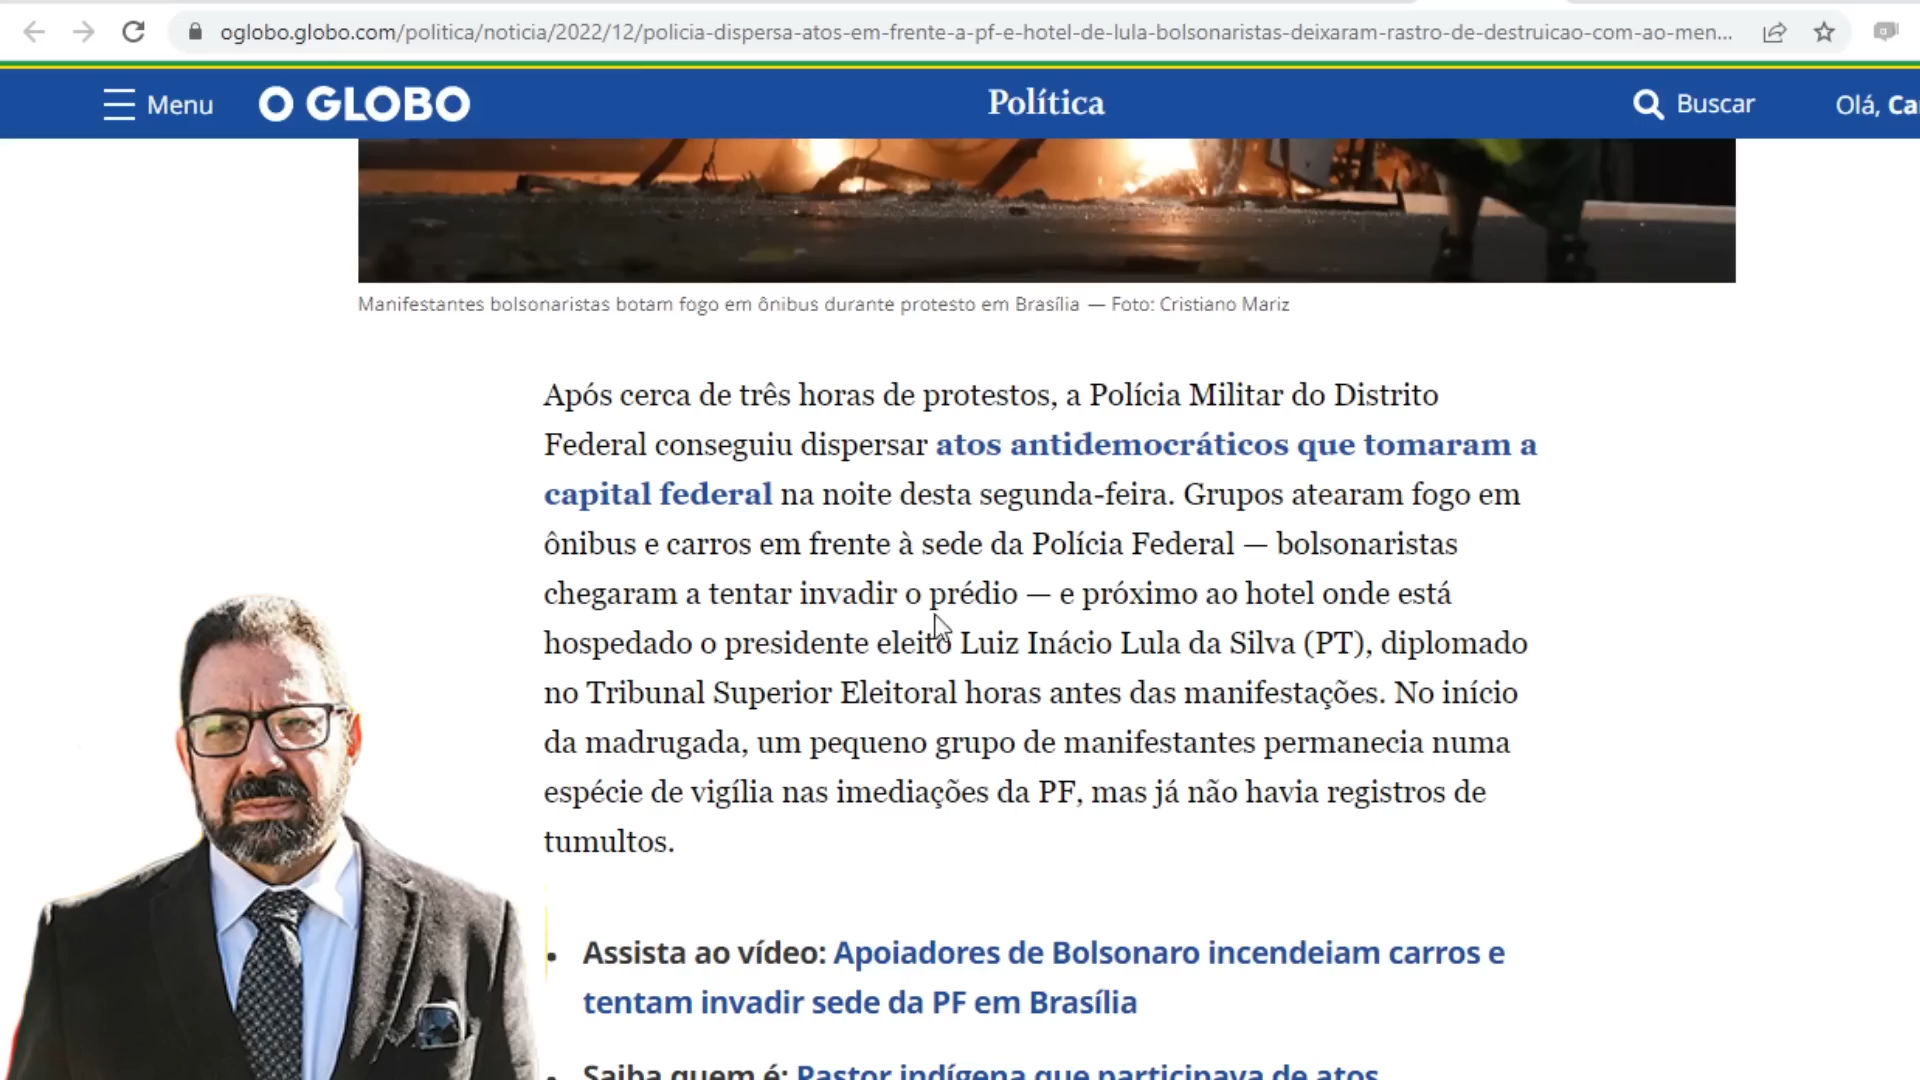 oglobo.globo.com/politica/noticia/2022/12/policia-dispersa-atos-em-frente-a-pf-e-hotel-de-lula-bolsonaristas-deixaram-rastro-de-destruicao-com-ao-men...
Menu O GLOBO Política Buscar Olá, Ca
Manifestantes bolsonaristas botam fogo em ônibus durante protesto em Brasília — Foto: Cristiano Mariz
Após cerca de três horas de protestos, a Polícia Militar do Distrito
Federal conseguiu dispersar atos antidemocráticos que tomaram a
capital federal na noite desta segunda-feira. Grupos atearam fogo em
ônibus e carros em frente à sede da Polícia Federal — bolsonaristas
chegaram a tentar invadir o prédio — e próximo ao hotel onde está
hospedado o presidente eleito Luiz Inácio Lula da Silva (PT), diplomado
no Tribunal Superior Eleitoral horas antes das manifestações. No início
da madrugada, um pequeno grupo de manifestantes permanecia numa
espécie de vigília nas imediações da PF, mas já não havia registros de
tumultos.
• Assista ao vídeo: Apoiadores de Bolsonaro incendeiam carros e
tentam invadir sede da PF em Brasília
• Saiba quem é: Pastor indígena que participava de atos